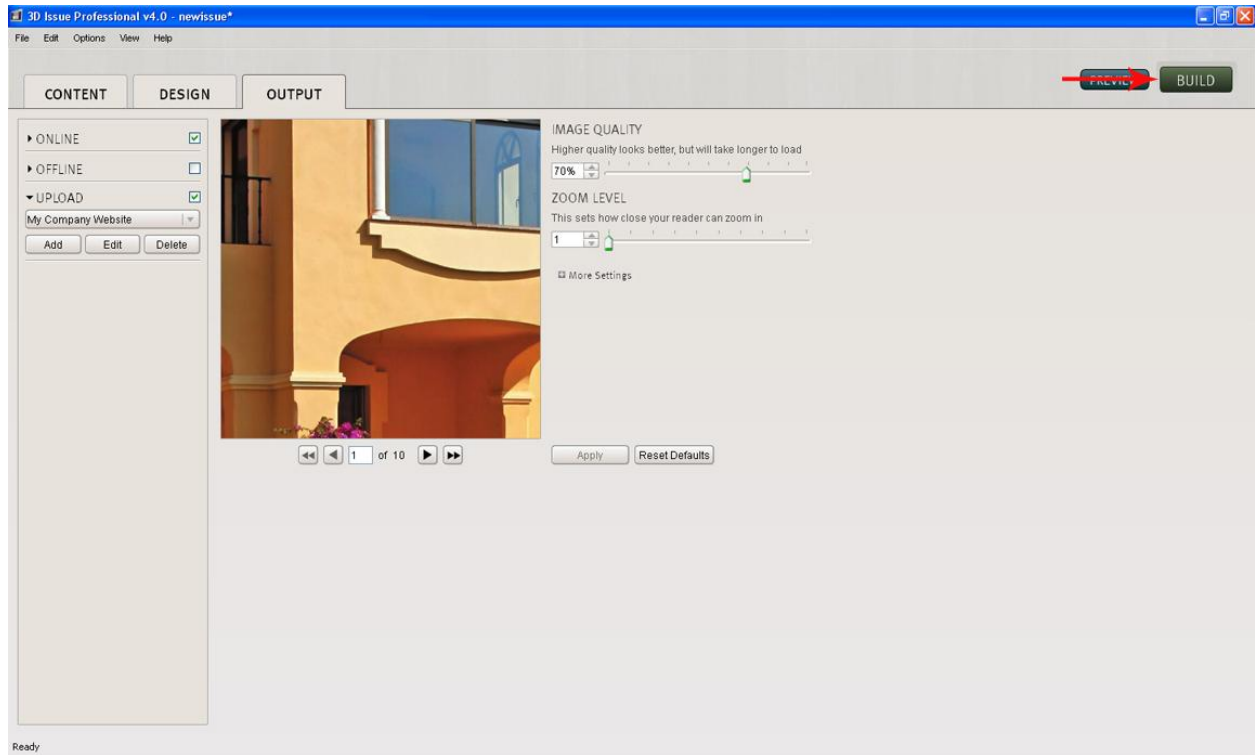 3D Issue Professional v4.0 - newissue*
File Edit Options View Help
CONTENT DESIGN OUTPUT
PREVIEW BUILD
ONLINE
OFFLINE
UPLOAD
My Company Website
Add Edit Delete
IMAGE QUALITY
Higher quality looks better, but will take longer to load
70%
ZOOM LEVEL
This sets how close your reader can zoom in
1
More Settings
1 of 10
Apply Reset Defaults
Ready